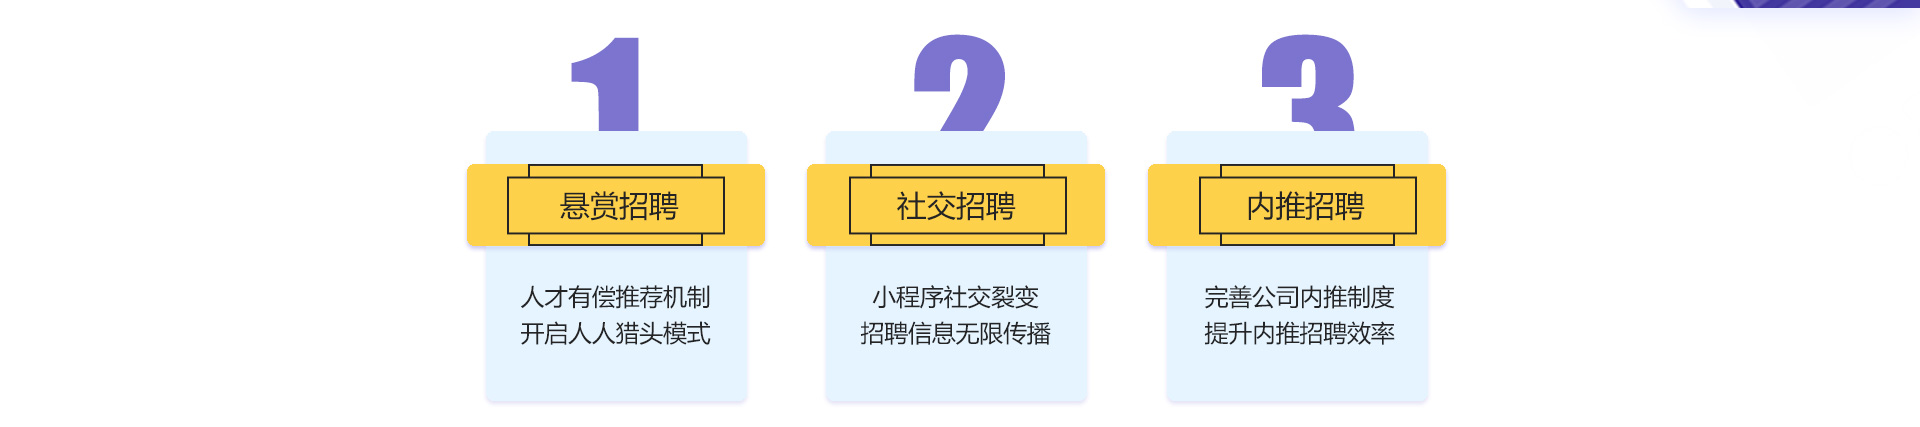 1
悬赏招聘
人才有偿推荐机制
开启人人猎头模式
2
社交招聘
小程序社交裂变
招聘信息无限传播
3
内推招聘
完善公司内推制度
提升内推招聘效率